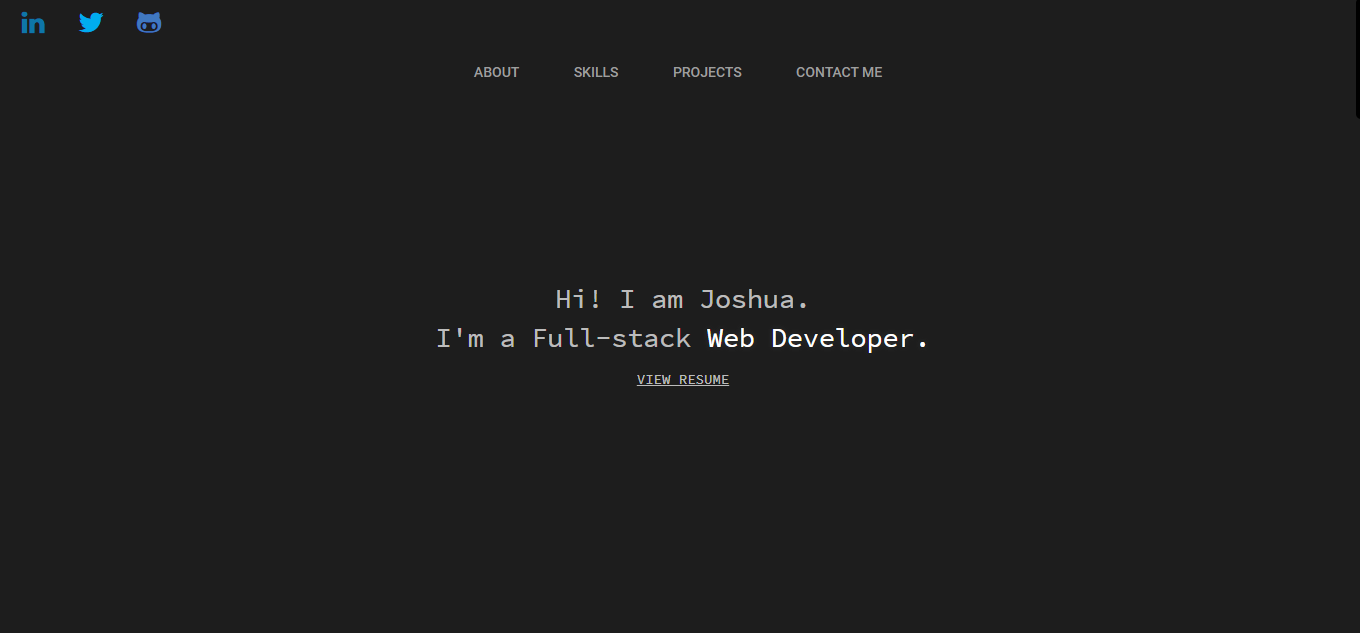 in
ABOUT SKILLS PROJECTS CONTACT ME
Hi! I am Joshua.
I'm a Full-stack Web Developer.
VIEW RESUME